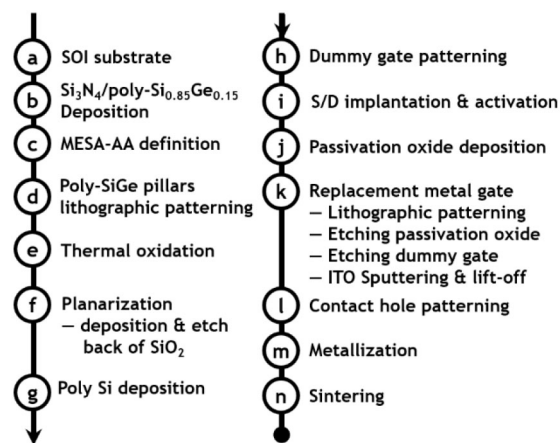 a SOI substrate
b Si₃N₄/poly-Si₀.₈₅Ge₀.₁₅
Deposition
c MESA-AA definition
d Poly-SiGe pillars
lithographic patterning
e Thermal oxidation
f Planarization
– deposition & etch
back of SiO₂
g Poly Si deposition
h Dummy gate patterning
i S/D implantation & activation
j Passivation oxide deposition
k Replacement metal gate
– Lithographic patterning
– Etching passivation oxide
– Etching dummy gate
– ITO Sputtering & lift-off
l Contact hole patterning
m Metallization
n Sintering